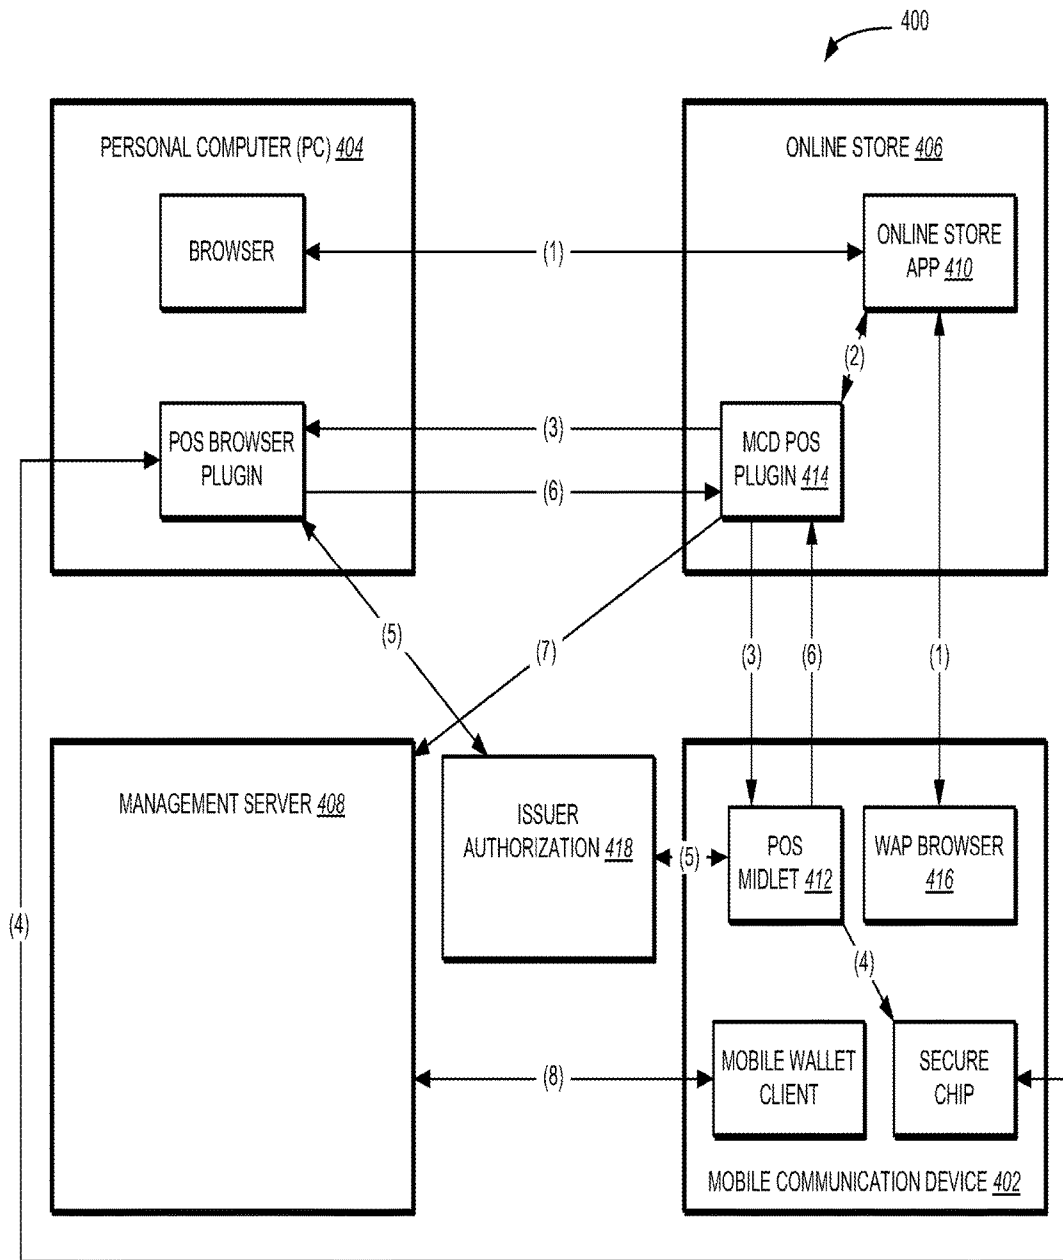 400
PERSONAL COMPUTER (PC) 404
ONLINE STORE 406
BROWSER
(1)
ONLINE STORE
APP 410
(2)
POS BROWSER
PLUGIN
(3)
(6)
MCD POS
PLUGIN 414
(5)
(7)
(3)
(6)
(1)
MANAGEMENT SERVER 408
ISSUER
AUTHORIZATION 418
(5)
POS
MIDLET 412
WAP BROWSER
416
(4)
(4)
(8)
MOBILE WALLET
CLIENT
SECURE
CHIP
MOBILE COMMUNICATION DEVICE 402